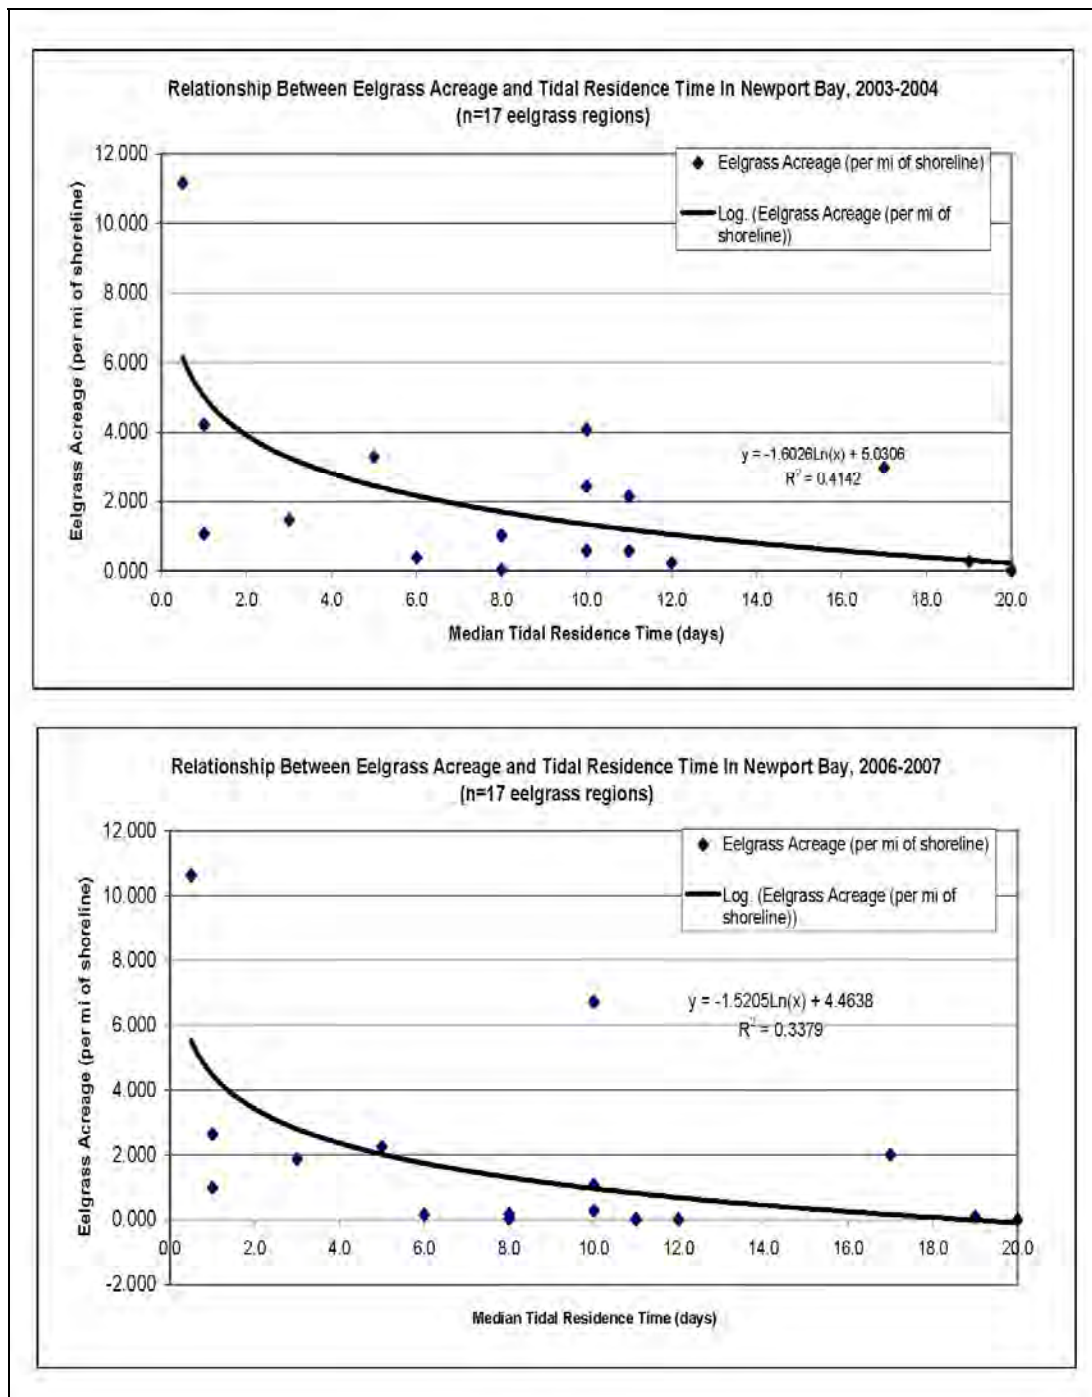 Relationship Between Eelgrass Acreage and Tidal Residence Time In Newport Bay, 2003-2004
(n=17 eelgrass regions)
12.000
10.000
8.000
6.000
4.000
2.000
0.000
Eelgrass Acreage (per mi of shoreline)
Eelgrass Acreage (per mi of shoreline)
Log. (Eelgrass Acreage (per mi of
shoreline))
y = -1.6026Ln(x) + 5.0306
R² = 0.4142
0.0 2.0 4.0 6.0 8.0 10.0 12.0 14.0 16.0 18.0 20.0
Median Tidal Residence Time (days)
Relationship Between Eelgrass Acreage and Tidal Residence Time In Newport Bay, 2006-2007
(n=17 eelgrass regions)
12.000
10.000
8.000
6.000
4.000
2.000
0.000
-2.000
Eelgrass Acreage (per mi of shoreline)
Eelgrass Acreage (per mi of shoreline)
Log. (Eelgrass Acreage (per mi of
shoreline))
y = -1.5205Ln(x) + 4.4638
R² = 0.3379
0.0 2.0 4.0 6.0 8.0 10.0 12.0 14.0 16.0 18.0 20.0
Median Tidal Residence Time (days)